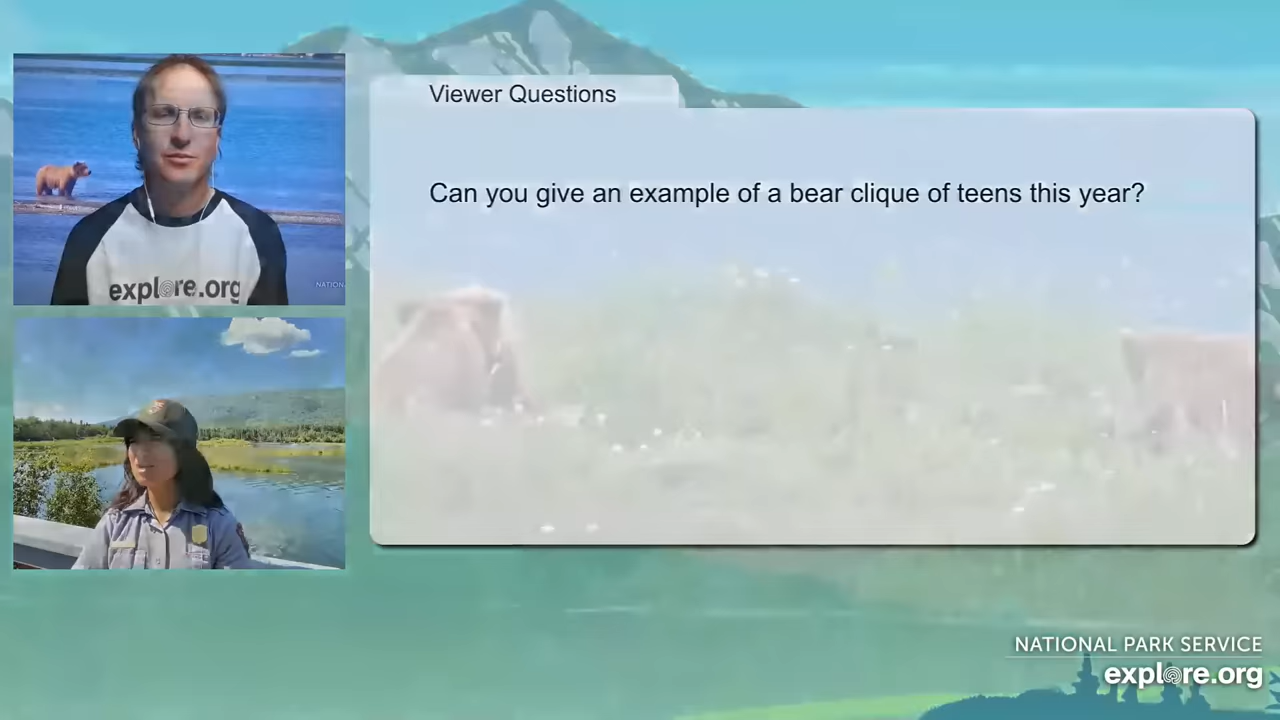 Viewer Questions
Can you give an example of a bear clique of teens this year?
explore.org
NATION
NATIONAL PARK SERVICE
explore.org